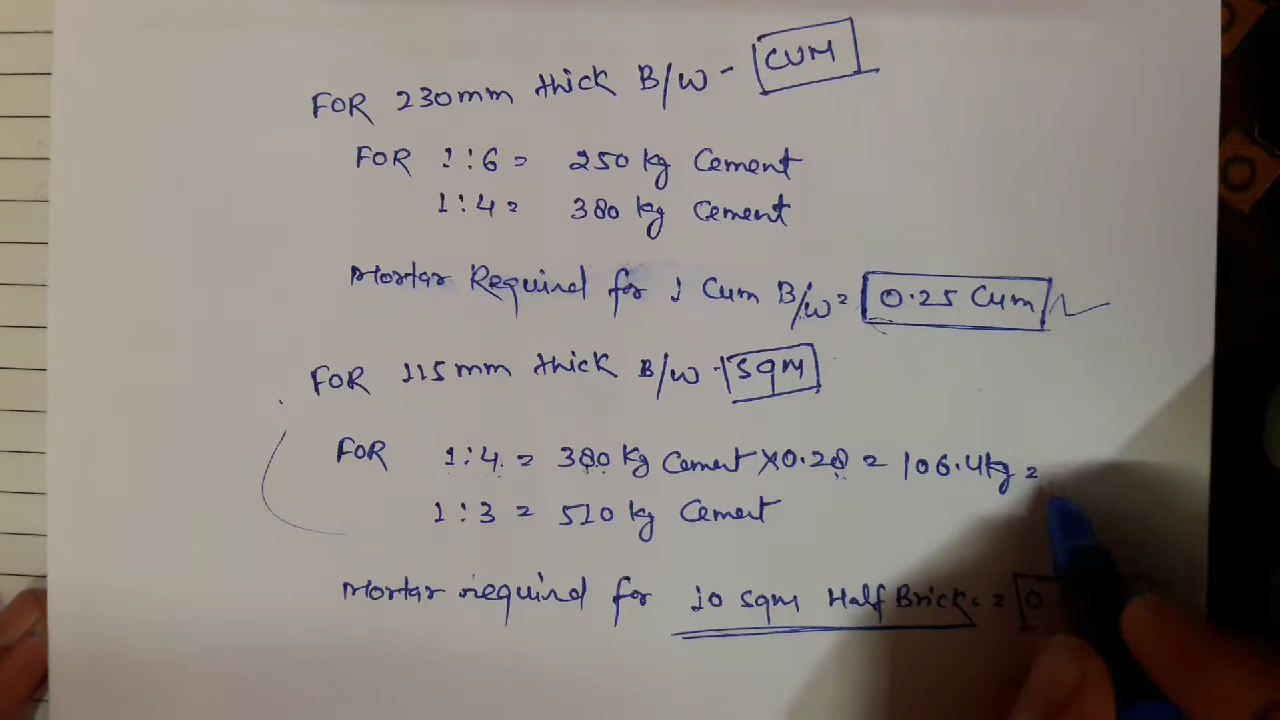 FOR 230mm thick B/W - CUM
FOR 1:6 = 250 kg Cement
1:4 = 380 kg Cement
Mortar Required for 1 Cum B/W = 0.25 Cum
FOR 115mm thick B/W - SQM
FOR 1:4 = 380 kg Cement X0.28 = 106.4kg =
1:3 = 510 kg Cement
Mortar required for 10 sqm Half Brick = 0